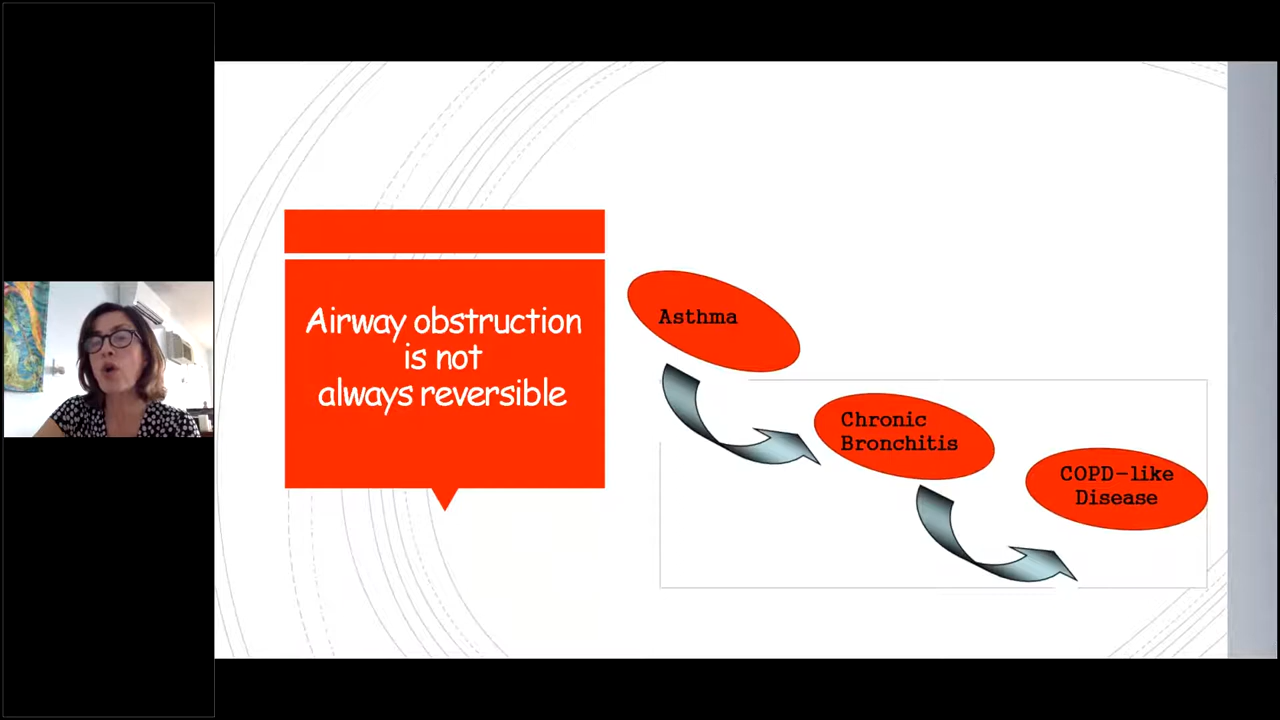 Airway obstruction
is not
always reversible
Asthma
Chronic
Bronchitis
COPD-like
Disease